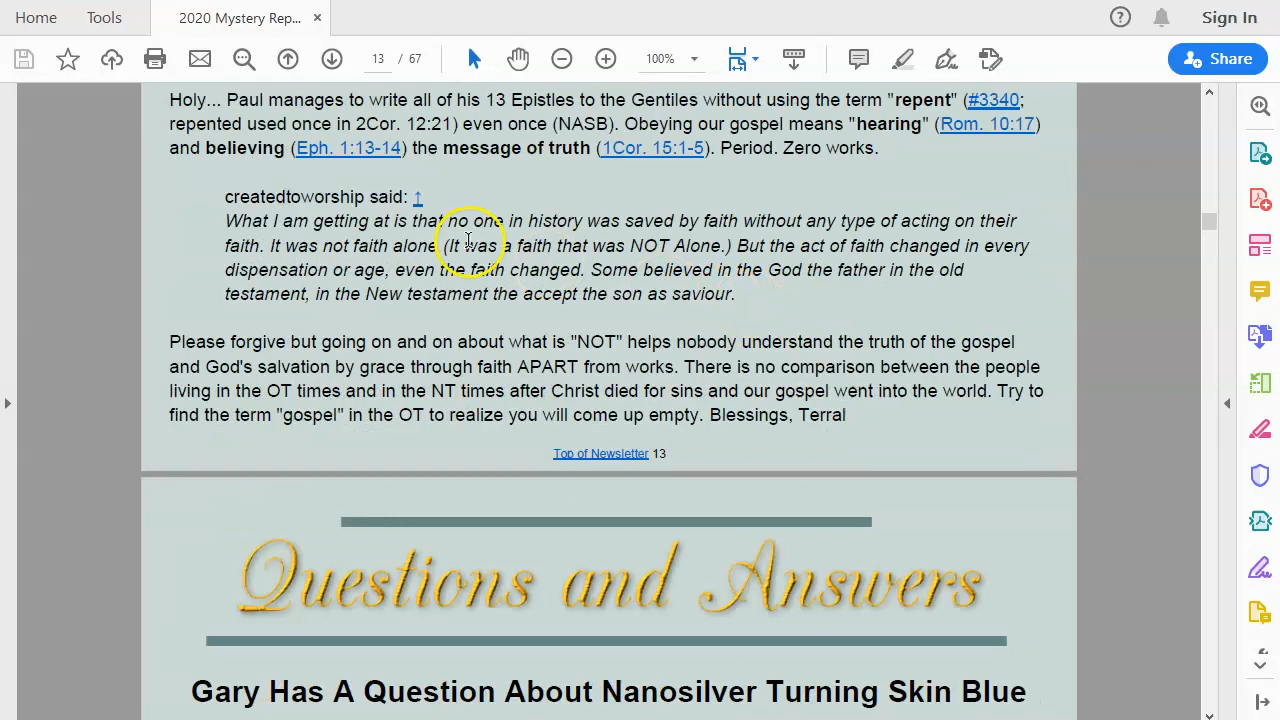 Home
Tools
2020 Mystery Rep...
×
Sign In
13 / 67
100%
Share
Holy... Paul manages to write all of his 13 Epistles to the Gentiles without using the term "repent" (#3340;
repented used once in 2Cor. 12:21) even once (NASB). Obeying our gospel means "hearing" (Rom. 10:17)
and believing (Eph. 1:13-14) the message of truth (1Cor. 15:1-5). Period. Zero works.
createdtoworship said: ↑
What I am getting at is that no one in history was saved by faith without any type of acting on their
faith. It was not faith alone (It was a faith that was NOT Alone.) But the act of faith changed in every
dispensation or age, even the faith changed. Some believed in the God the father in the old
testament, in the New testament the accept the son as saviour.
Please forgive but going on and on about what is "NOT" helps nobody understand the truth of the gospel
and God's salvation by grace through faith APART from works. There is no comparison between the people
living in the OT times and in the NT times after Christ died for sins and our gospel went into the world. Try to
find the term "gospel" in the OT to realize you will come up empty. Blessings, Terral
Top of Newsletter 13
Questions and Answers
Gary Has A Question About Nanosilver Turning Skin Blue